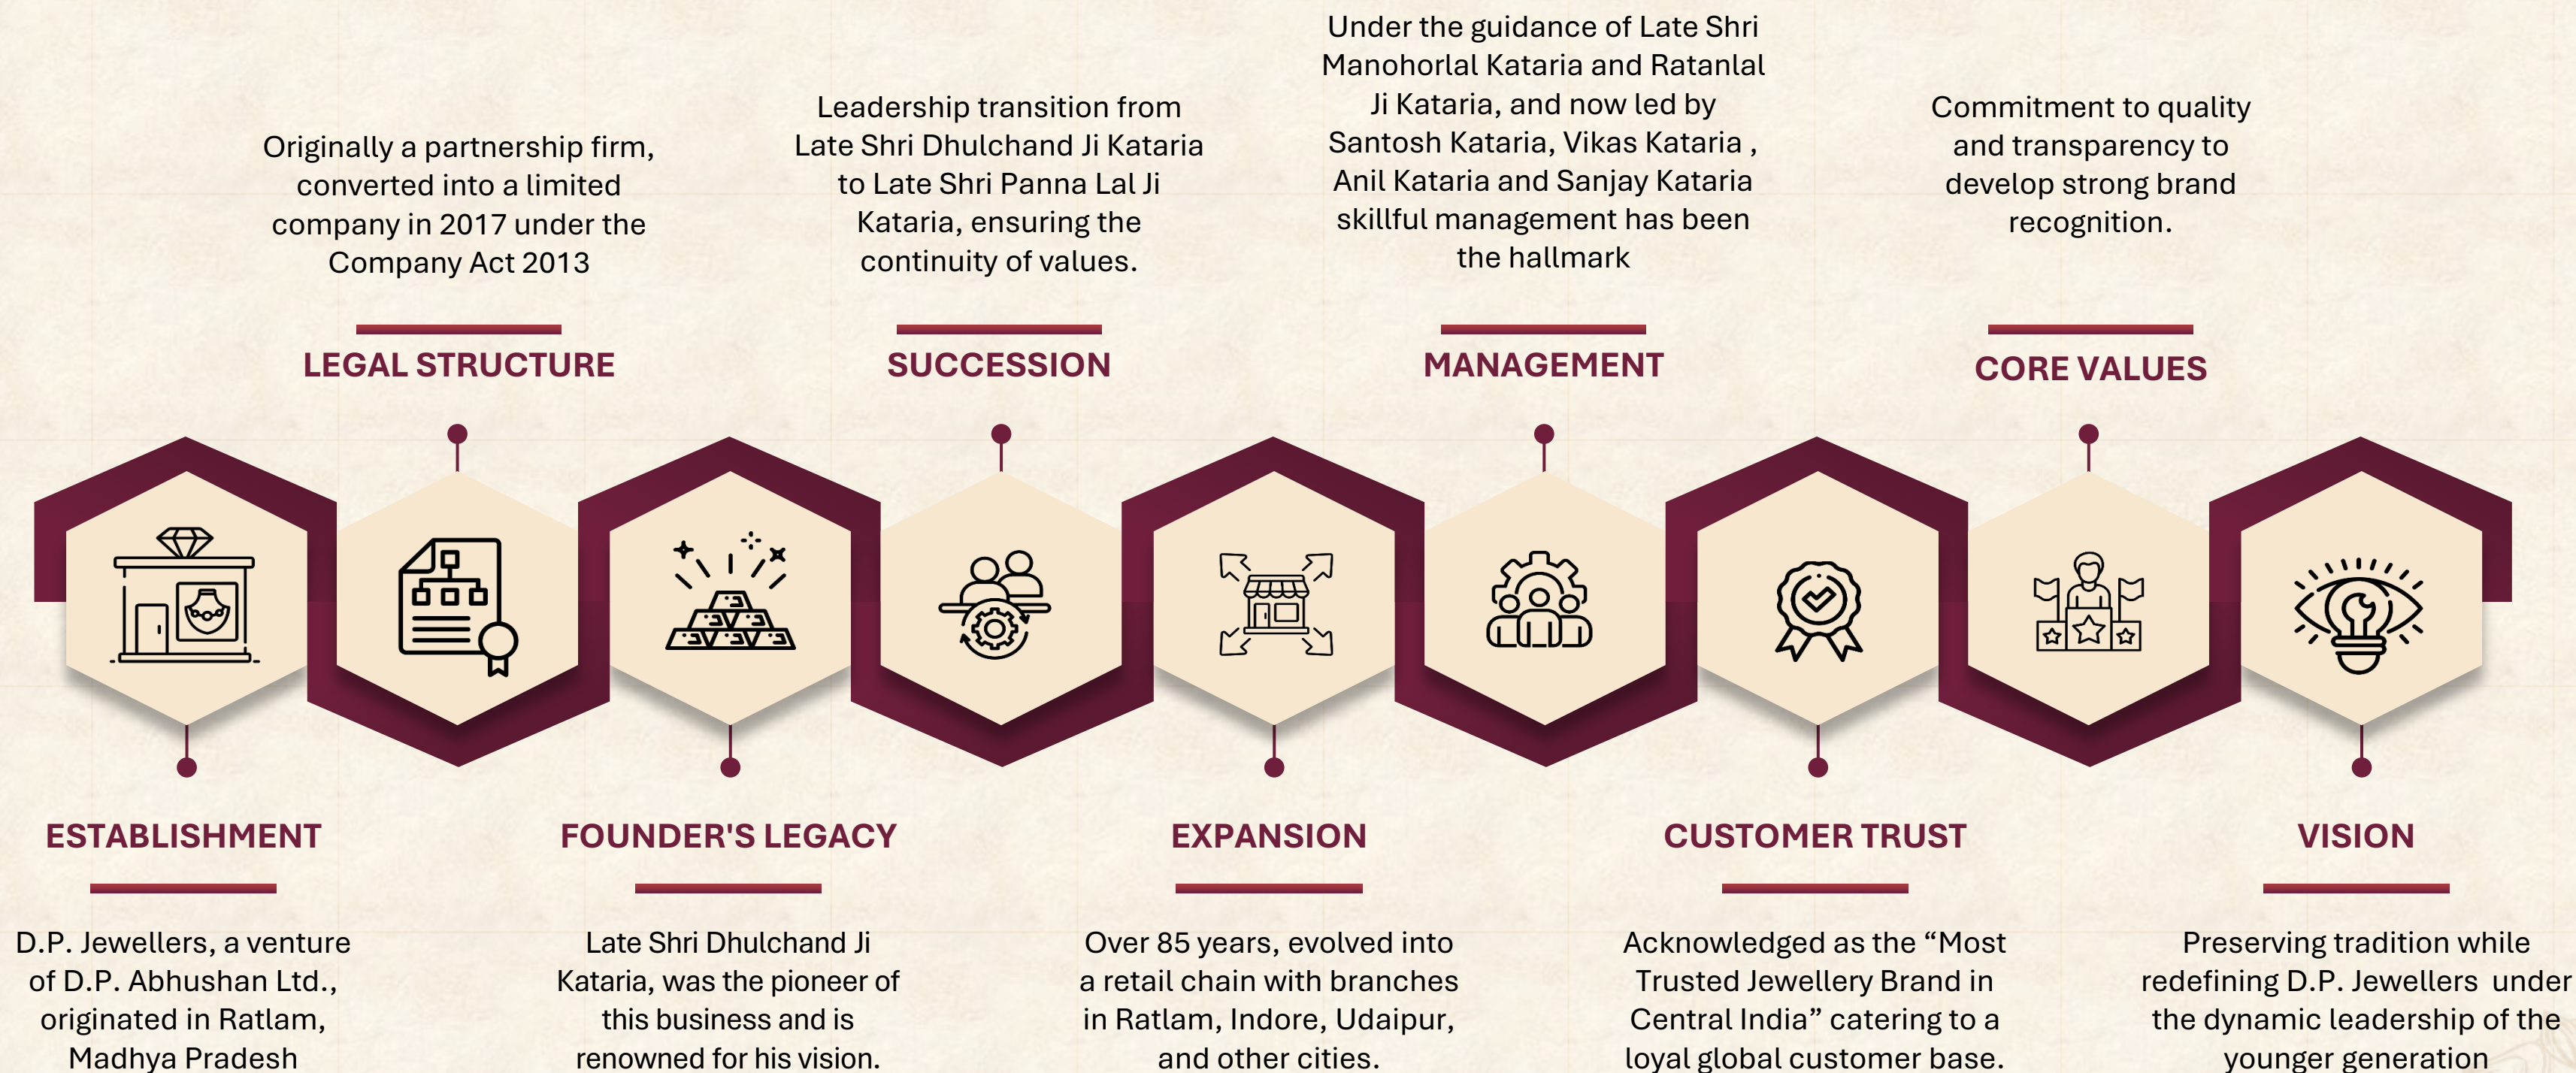 Originally a partnership firm,
converted into a limited
company in 2017 under the
Company Act 2013
LEGAL STRUCTURE
Leadership transition from
Late Shri Dhulchand Ji Kataria
to Late Shri Panna Lal Ji
Kataria, ensuring the
continuity of values.
SUCCESSION
Under the guidance of Late Shri
Manohorlal Kataria and Ratanlal
Ji Kataria, and now led by
Santosh Kataria, Vikas Kataria ,
Anil Kataria and Sanjay Kataria
skillful management has been
the hallmark
MANAGEMENT
Commitment to quality
and transparency to
develop strong brand
recognition.
CORE VALUES
ESTABLISHMENT
D.P. Jewellers, a venture
of D.P. Abhushan Ltd.,
originated in Ratlam,
Madhya Pradesh
FOUNDER'S LEGACY
Late Shri Dhulchand Ji
Kataria, was the pioneer of
this business and is
renowned for his vision.
EXPANSION
Over 85 years, evolved into
a retail chain with branches
in Ratlam, Indore, Udaipur,
and other cities.
CUSTOMER TRUST
Acknowledged as the “Most
Trusted Jewellery Brand in
Central India” catering to a
loyal global customer base.
VISION
Preserving tradition while
redefining D.P. Jewellers  under
the dynamic leadership of the
younger generation